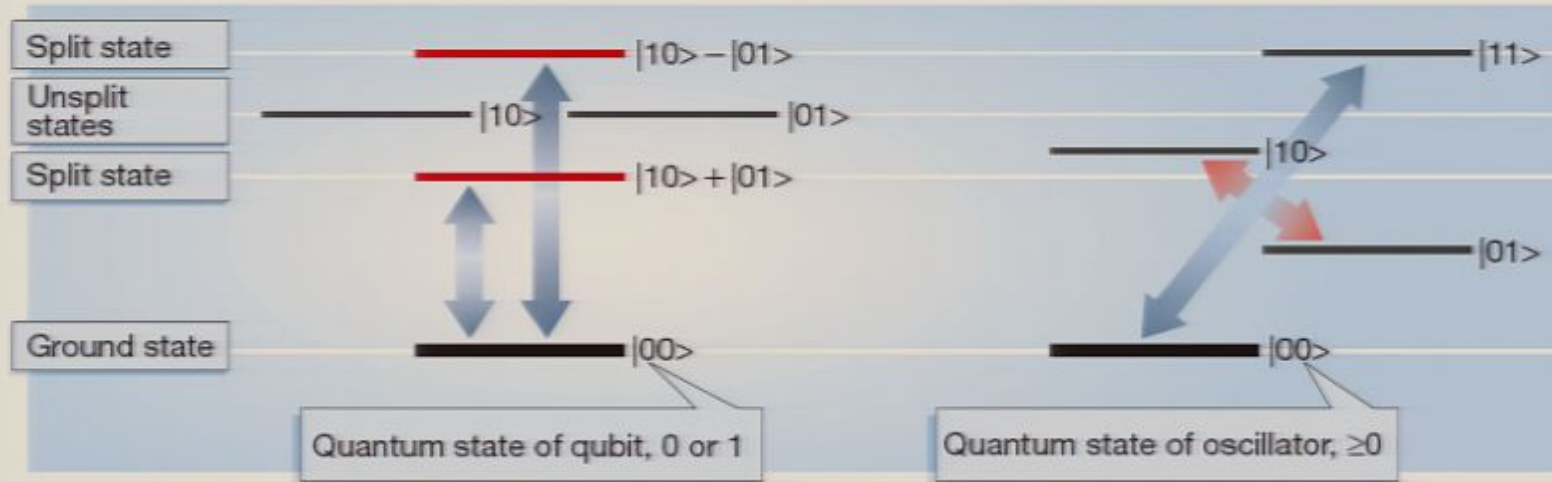 Split state
|10>−|01>
|11>
Unsplit
states
|10>
|01>
|10>
Split state
|10>+|01>
|01>
Ground state
|00>
|00>
Quantum state of qubit, 0 or 1
Quantum state of oscillator, ≥0